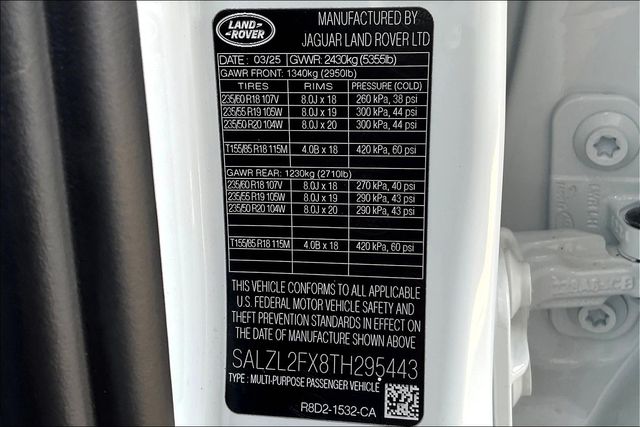 LAND-
-ROVER
MANUFACTURED BY
JAGUAR LAND ROVER LTD
DATE : 03/25 GVWR: 2430kg (5355lb)
GAWR FRONT: 1340kg (2950lb)
TIRES RIMS PRESSURE (COLD)
235/60 R18 107V 8.0J x 18 260 kPa, 38 psi
235/55 R19 105W 8.0J x 19 300 kPa, 44 psi
235/50 R20 104W 8.0J x 20 300 kPa, 44 psi
T155/85 R18 115M 4.0B x 18 420 kPa, 60 psi
GAWR REAR: 1230kg (2710lb)
235/60 R18 107V 8.0J x 18 270 kPa, 40 psi
235/55 R19 105W 8.0J x 19 290 kPa, 43 psi
235/50 R20 104W 8.0J x 20 290 kPa, 43 psi
T155/85 R18 115M 4.0B x 18 420 kPa, 60 psi
THIS VEHICLE CONFORMS TO ALL APPLICABLE
U.S. FEDERAL MOTOR VEHICLE SAFETY AND
THEFT PREVENTION STANDARDS IN EFFECT ON
THE DATE OF MANUFACTURE SHOWN ABOVE
SALZL2FX8TH295443
TYPE : MULTI-PURPOSE PASSENGER VEHICLE
R8D2-1532-CA